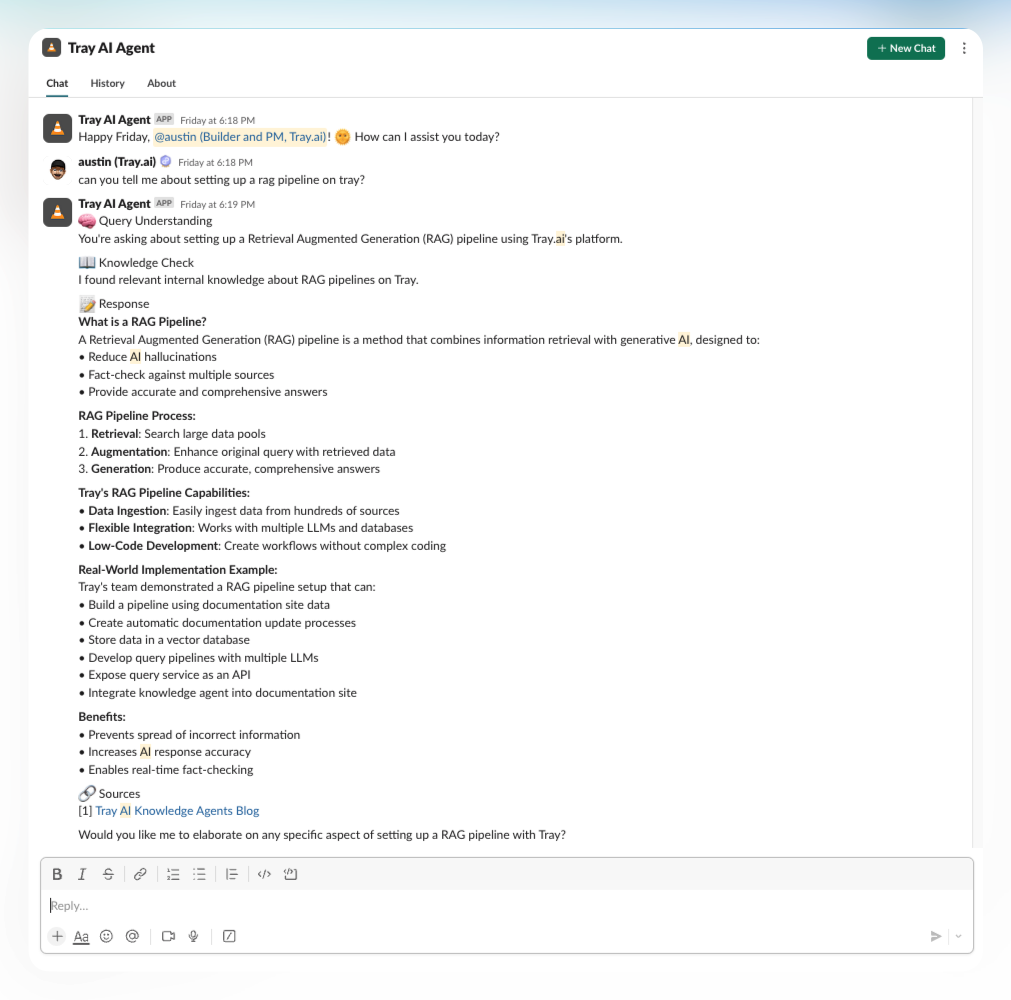 Tray AI Agent
+ New Chat
Chat History About
Tray AI Agent APP Friday at 6:18 PM
Happy Friday, @austin (Builder and PM, Tray.ai)! 🌞 How can I assist you today?
austin (Tray.ai) Friday at 6:18 PM
can you tell me about setting up a rag pipeline on tray?
Tray AI Agent APP Friday at 6:19 PM
🧠 Query Understanding
You're asking about setting up a Retrieval Augmented Generation (RAG) pipeline using Tray.ai's platform.
📖 Knowledge Check
I found relevant internal knowledge about RAG pipelines on Tray.
📝 Response
What is a RAG Pipeline?
A Retrieval Augmented Generation (RAG) pipeline is a method that combines information retrieval with generative AI, designed to:
• Reduce AI hallucinations
• Fact-check against multiple sources
• Provide accurate and comprehensive answers
RAG Pipeline Process:
1. Retrieval: Search large data pools
2. Augmentation: Enhance original query with retrieved data
3. Generation: Produce accurate, comprehensive answers
Tray's RAG Pipeline Capabilities:
• Data Ingestion: Easily ingest data from hundreds of sources
• Flexible Integration: Works with multiple LLMs and databases
• Low-Code Development: Create workflows without complex coding
Real-World Implementation Example:
Tray's team demonstrated a RAG pipeline setup that can:
• Build a pipeline using documentation site data
• Create automatic documentation update processes
• Store data in a vector database
• Develop query pipelines with multiple LLMs
• Expose query service as an API
• Integrate knowledge agent into documentation site
Benefits:
• Prevents spread of incorrect information
• Increases AI response accuracy
• Enables real-time fact-checking
🔗 Sources
[1] Tray AI Knowledge Agents Blog
Would you like me to elaborate on any specific aspect of setting up a RAG pipeline with Tray?
B I S
Reply...
Aa